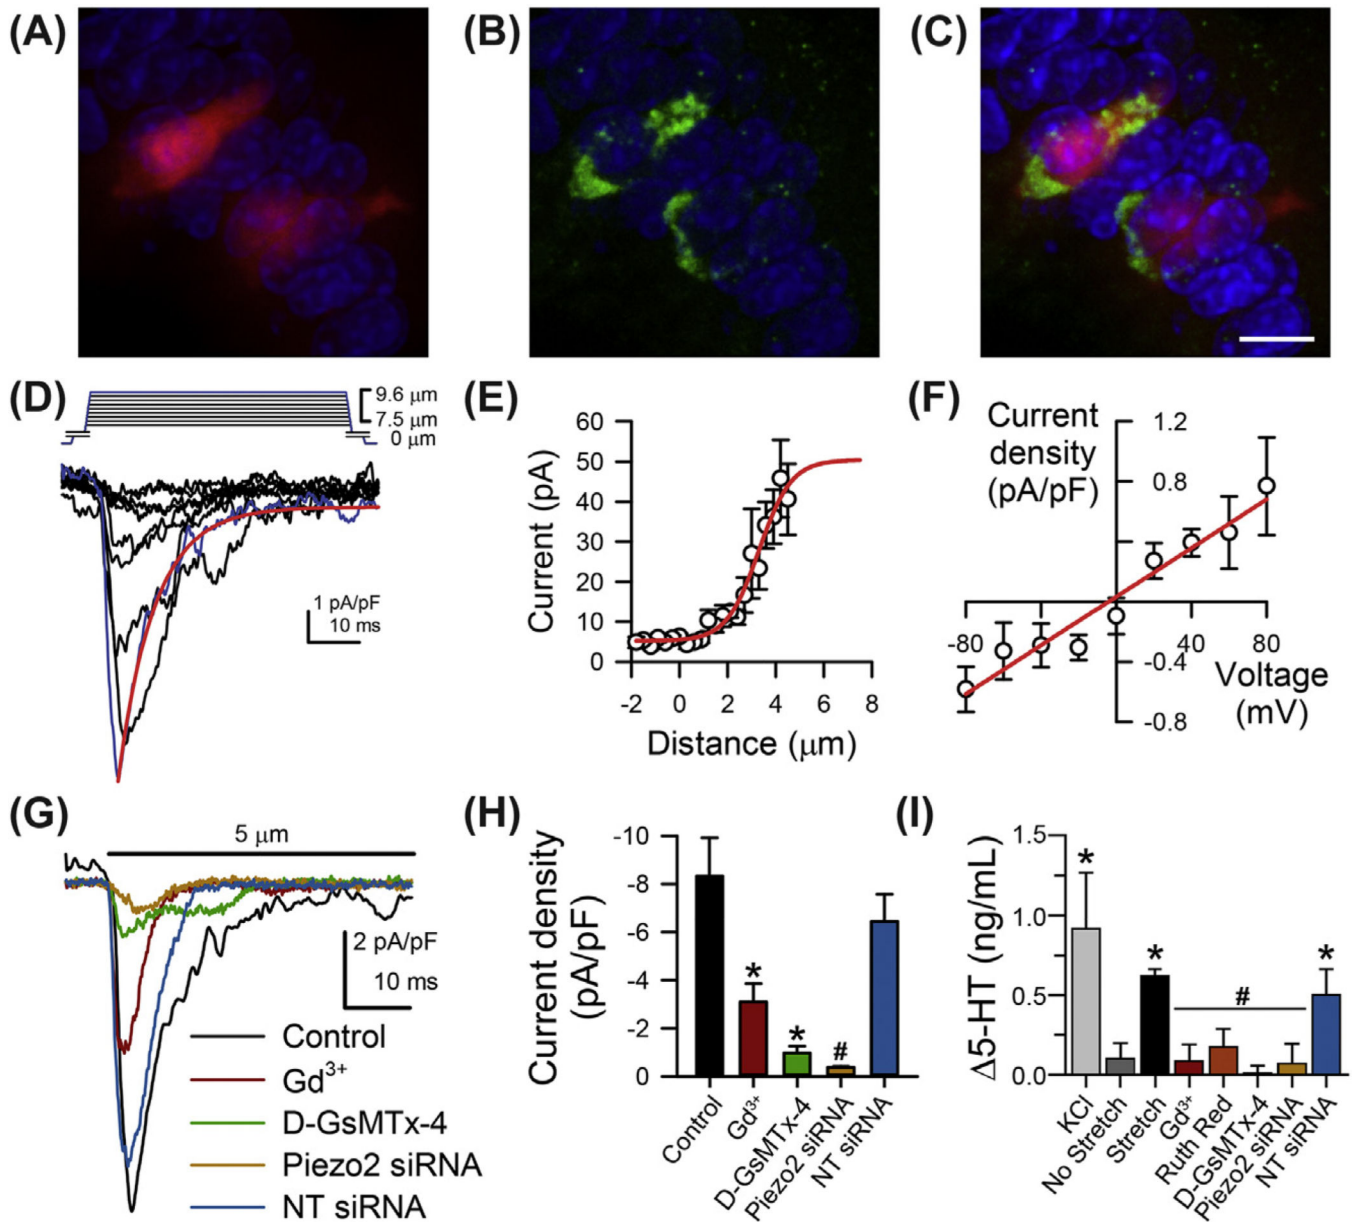 (A)
(B)
(C)
(D)
9.6 μm
7.5 μm
0 μm
1 pA/pF
10 ms
(E)
Current (pA)
60
50
40
30
20
10
0
-2 0 2 4 6 8
Distance (μm)
(F)
Current
density
(pA/pF)
1.2
0.8
-80
40
80
-0.4
Voltage
(mV)
-0.8
(G)
5 μm
2 pA/pF
10 ms
Control
Gd³⁺
D-GsMTx-4
Piezo2 siRNA
NT siRNA
(H)
Current density
(pA/pF)
-10
-8
-6
-4
-2
0
*
*
#
Control
Gd³⁺
D-GsMTx-4
Piezo2 siRNA
NT siRNA
(I)
Δ5-HT (ng/mL)
1.5
1.0
0.5
0.0
*
*
#
*
KCl
No Stretch
Stretch
Gd³⁺
Ruth Red
D-GsMTx-4
Piezo2 siRNA
NT siRNA